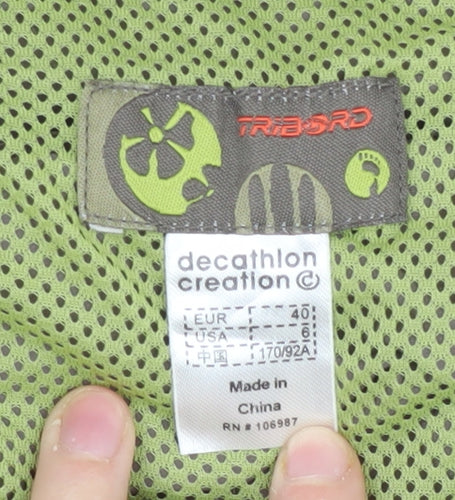 TRIBORD
decathlon
creation ©
EUR 40
USA 6
中国 170/92A
Made in
China
RN # 106987